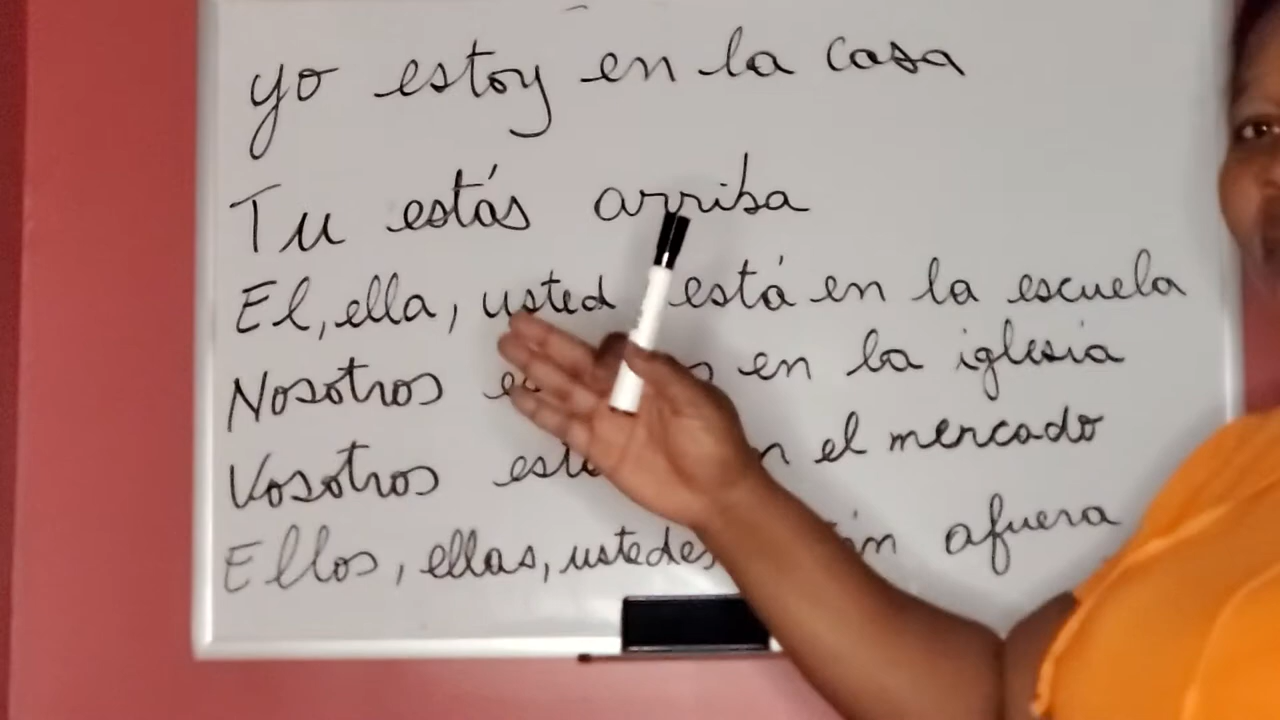 yo estoy en la casa
Tu estás arriba
El, ella, usted está en la escuela
Nosotros en la iglesia
Vosotros el mercado
Ellos, ellas, ustedes afuera